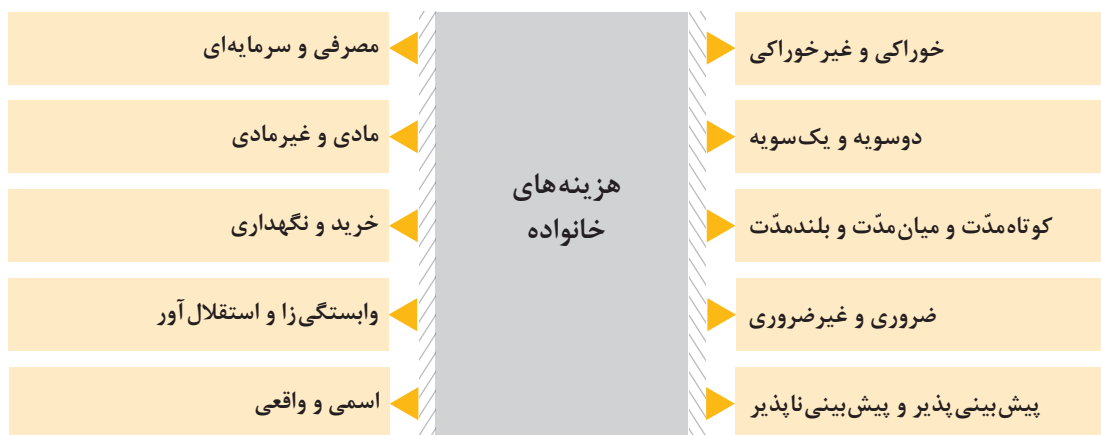 هزینه‌های
خانواده
خوراکی و غیرخوراکی
دوسویه و یک‌سویه
کوتاه‌مدّت و میان‌مدّت و بلندمدّت
ضروری و غیرضروری
پیش‌بینی‌پذیر و پیش‌بینی‌ناپذیر
مصرفی و سرمایه‌ای
مادی و غیرمادی
خرید و نگهداری
وابستگی‌زا و استقلال‌آور
اسمی و واقعی